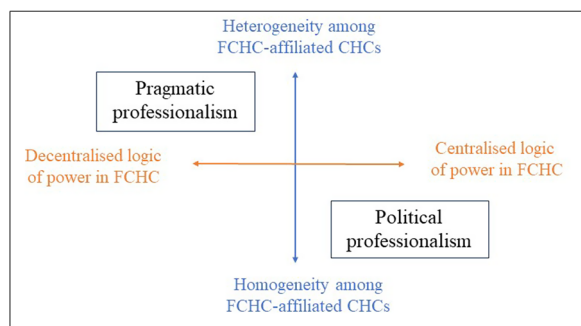 Heterogeneity among
FCHC-affiliated CHCs
Pragmatic
professionalism
Decentralised logic
of power in FCHC
Centralised logic
of power in FCHC
Political
professionalism
Homogeneity among
FCHC-affiliated CHCs